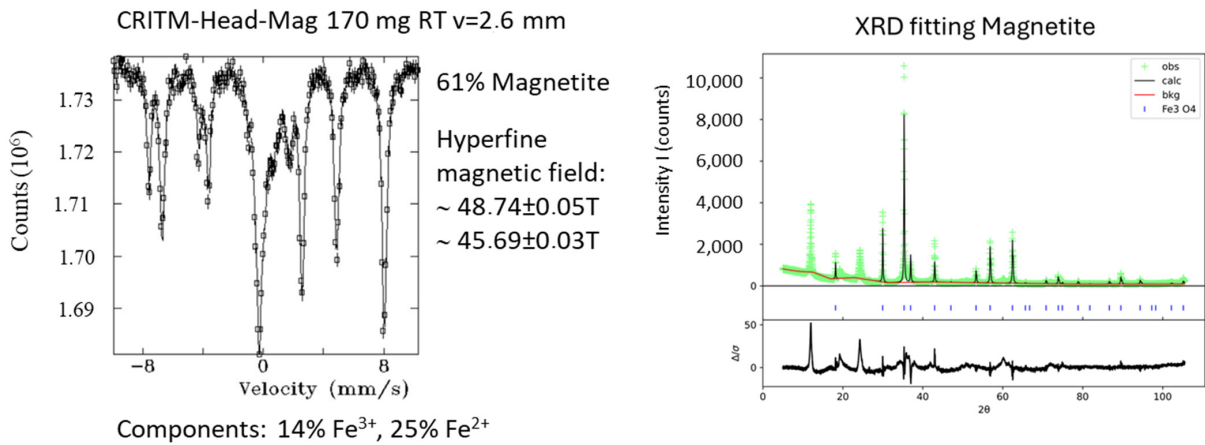 CRITM-Head-Mag 170 mg RT v=2.6 mm
1.73
1.72
1.71
1.70
1.69
Counts (10⁶)
−8
0
8
Velocity (mm/s)
61% Magnetite
Hyperfine
magnetic field:
~ 48.74±0.05T
~ 45.69±0.03T
Components: 14% Fe³⁺, 25% Fe²⁺
XRD fitting Magnetite
obs
calc
bkg
Fe3 O4
Intensity I (counts)
10,000
8,000
6,000
4,000
2,000
0
50
0
Δ/σ
0
20
40
60
80
100
2θ